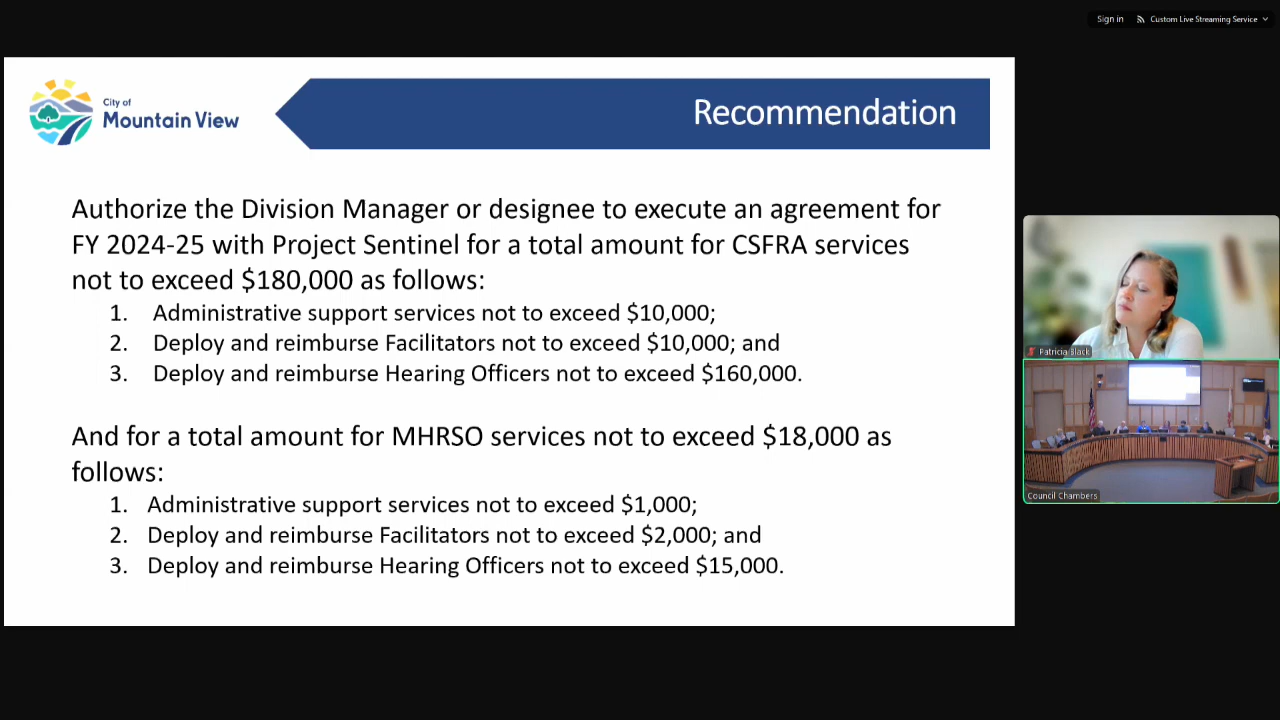 Sign in
Custom Live Streaming Service
City of
Mountain View
Recommendation
Authorize the Division Manager or designee to execute an agreement for
FY 2024-25 with Project Sentinel for a total amount for CSFRA services
not to exceed $180,000 as follows:
1. Administrative support services not to exceed $10,000;
2. Deploy and reimburse Facilitators not to exceed $10,000; and
3. Deploy and reimburse Hearing Officers not to exceed $160,000.
And for a total amount for MHRSO services not to exceed $18,000 as
follows:
1. Administrative support services not to exceed $1,000;
2. Deploy and reimburse Facilitators not to exceed $2,000; and
3. Deploy and reimburse Hearing Officers not to exceed $15,000.
Patricia Black
Council Chambers